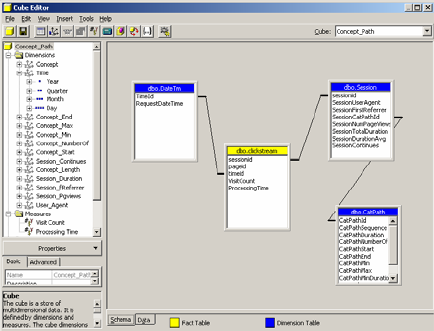 Cube Editor
File Edit View Insert Tools Help
Cube: Concept_Path
Concept_Path
Dimensions
Concept
Time
Year
Quarter
Month
Day
Concept_End
Concept_Max
Concept_Min
Concept_NumberOf
Concept_Start
Session_Continues
Concept_Length
Session_Duration
Session_fReferrer
Session_Pgviews
User_Agent
Measures
Visit Count
Processing Time
Properties
Basic Advanced
Name Concept_Path
Description
Cube
The cube is a store of
multidimensional data. It is
defined by dimensions and
measures. The cube dimensions
dbo.DateTm
TimeId
RequestDateTime
dbo.clickstream
sessionid
pageid
timeId
VisitCount
ProcessingTime
dbo.Session
sessionid
SessionUserAgent
SessionFirstReferrer
SessionCatPathId
SessionNumPageViews
SessionTotalDuration
SessionDurationAvg
SessionContinues
dbo.CatPath
CatPathId
CatPathSequence
CatPathDuration
CatPathNumberOf
CatPathStart
CatPathEnd
CatPathMin
CatPathMax
CatPathMinDuration
Schema Data
Fact Table
Dimension Table